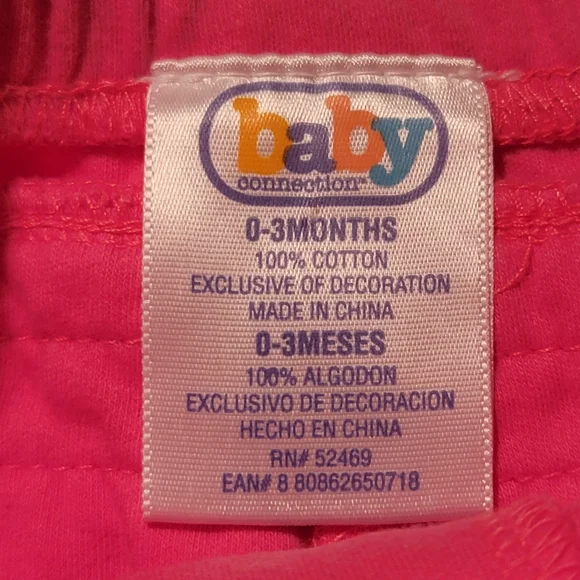 baby
connection™
0-3MONTHS
100% COTTON
EXCLUSIVE OF DECORATION
MADE IN CHINA
0-3MESES
100% ALGODON
EXCLUSIVO DE DECORACION
HECHO EN CHINA
RN# 52469
EAN# 8 80862650718